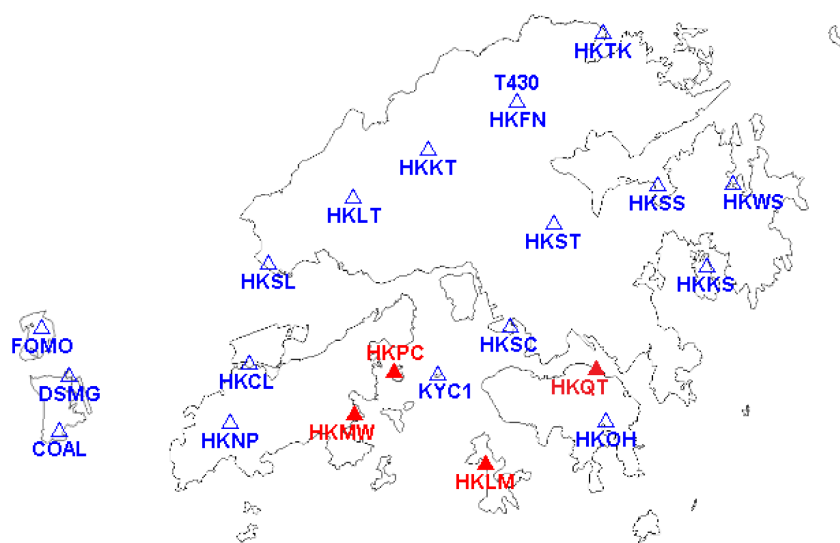 HKTK
T430
HKFN
HKKT
HKSS
HKWS
HKLT
HKST
HKSL
HKKS
FOMO
HKSC
HKPC
HKCL
KYC1
HKQT
DSMG
HKMW
HKNP
HKOH
COAL
HKLM